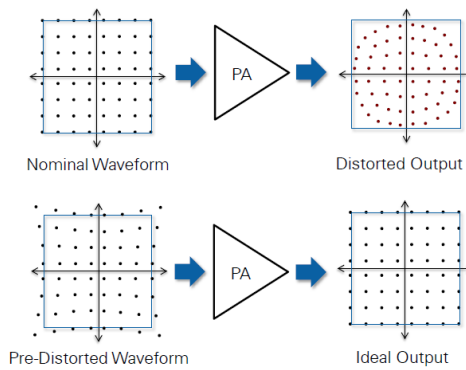 PA
Nominal Waveform
Distorted Output
PA
Pre-Distorted Waveform
Ideal Output